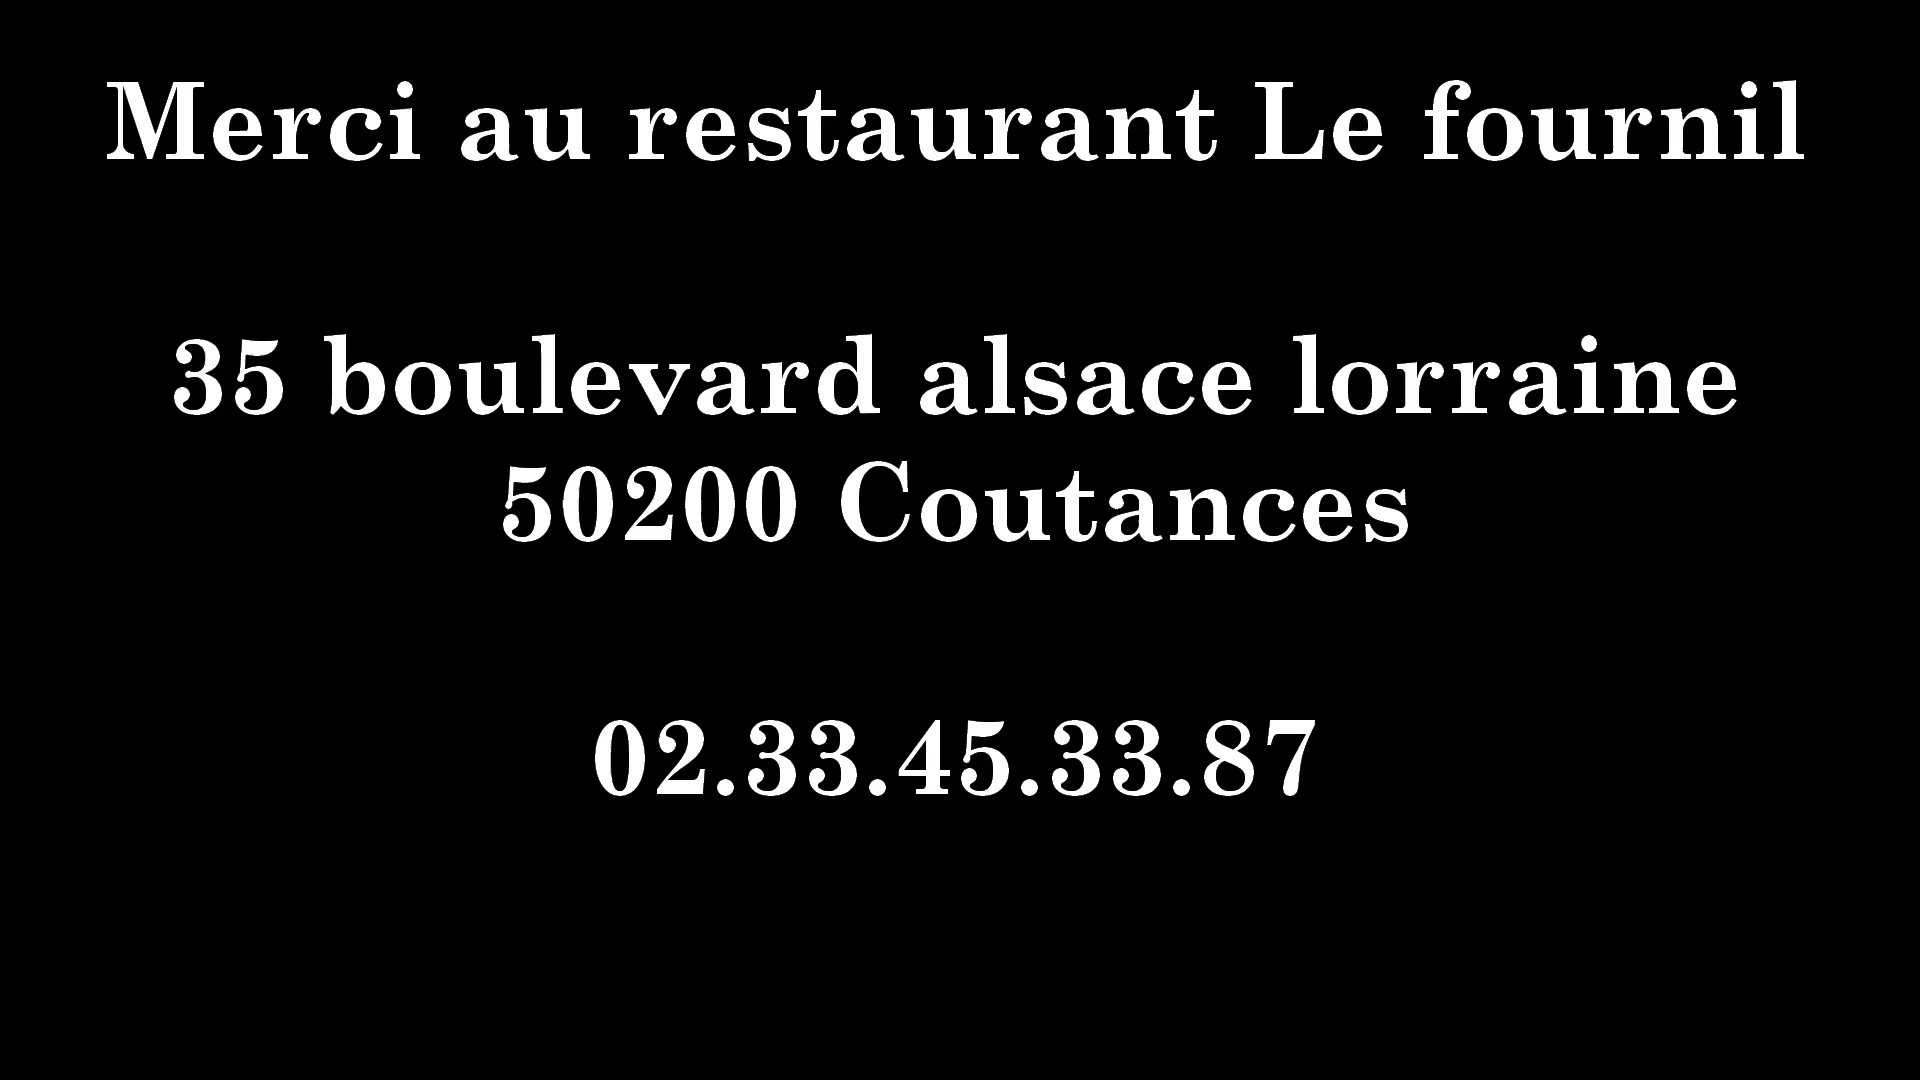 Merci au restaurant Le fournil
35 boulevard alsace lorraine
50200 Coutances
02.33.45.33.87